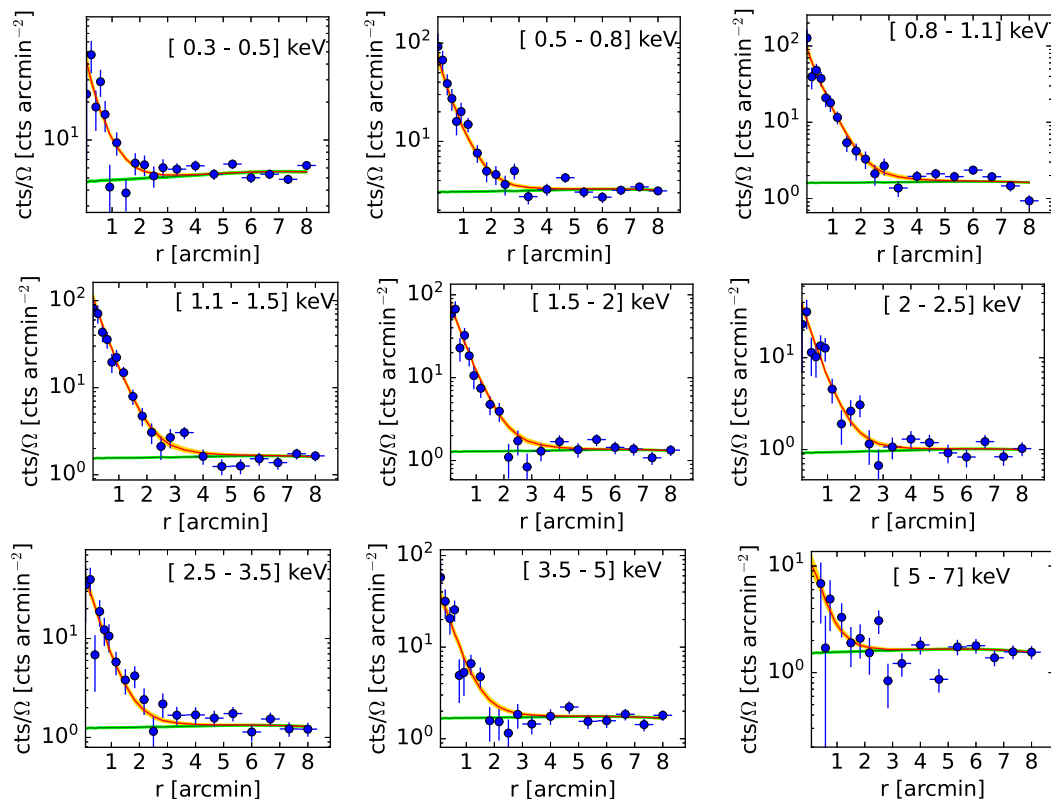 [ 0.3 - 0.5] keV
cts/Ω [cts arcmin⁻²]
10¹
1 2 3 4 5 6 7 8
r [arcmin]
[ 0.5 - 0.8] keV
cts/Ω [cts arcmin⁻²]
10²
10¹
1 2 3 4 5 6 7 8
r [arcmin]
[ 0.8 - 1.1] keV
cts/Ω [cts arcmin⁻²]
10²
10¹
10⁰
1 2 3 4 5 6 7 8
r [arcmin]
[ 1.1 - 1.5] keV
cts/Ω [cts arcmin⁻²]
10²
10¹
10⁰
1 2 3 4 5 6 7 8
r [arcmin]
[ 1.5 - 2] keV
cts/Ω [cts arcmin⁻²]
10²
10¹
10⁰
1 2 3 4 5 6 7 8
r [arcmin]
[ 2 - 2.5] keV
cts/Ω [cts arcmin⁻²]
10¹
10⁰
1 2 3 4 5 6 7 8
r [arcmin]
[ 2.5 - 3.5] keV
cts/Ω [cts arcmin⁻²]
10¹
10⁰
1 2 3 4 5 6 7 8
r [arcmin]
[ 3.5 - 5] keV
cts/Ω [cts arcmin⁻²]
10²
10¹
10⁰
1 2 3 4 5 6 7 8
r [arcmin]
[ 5 - 7] keV
cts/Ω [cts arcmin⁻²]
10¹
10⁰
1 2 3 4 5 6 7 8
r [arcmin]